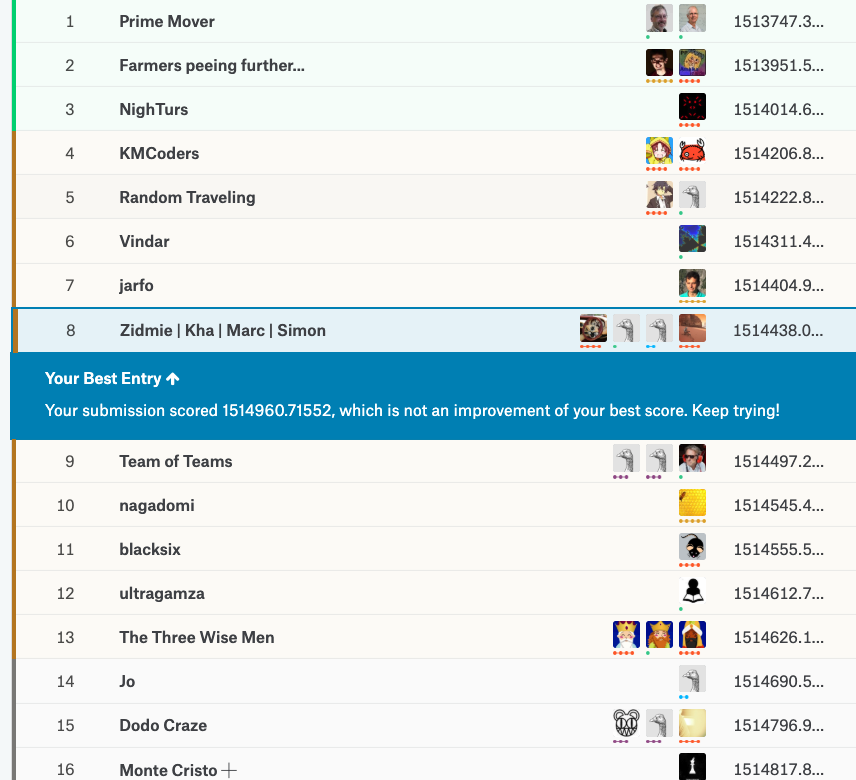 1 Prime Mover 1513747.3...
2 Farmers peeing further... 1513951.5...
3 NighTurs 1514014.6...
4 KMCoders 1514206.8...
5 Random Traveling 1514222.8...
6 Vindar 1514311.4...
7 jarfo 1514404.9...
8 Zidmie | Kha | Marc | Simon 1514438.0...
Your Best Entry ↑
Your submission scored 1514960.71552, which is not an improvement of your best score. Keep trying!
9 Team of Teams 1514497.2...
10 nagadomi 1514545.4...
11 blacksix 1514555.5...
12 ultragamza 1514612.7...
13 The Three Wise Men 1514626.1...
14 Jo 1514690.5...
15 Dodo Craze 1514796.9...
16 Monte Cristo + 1514817.8...